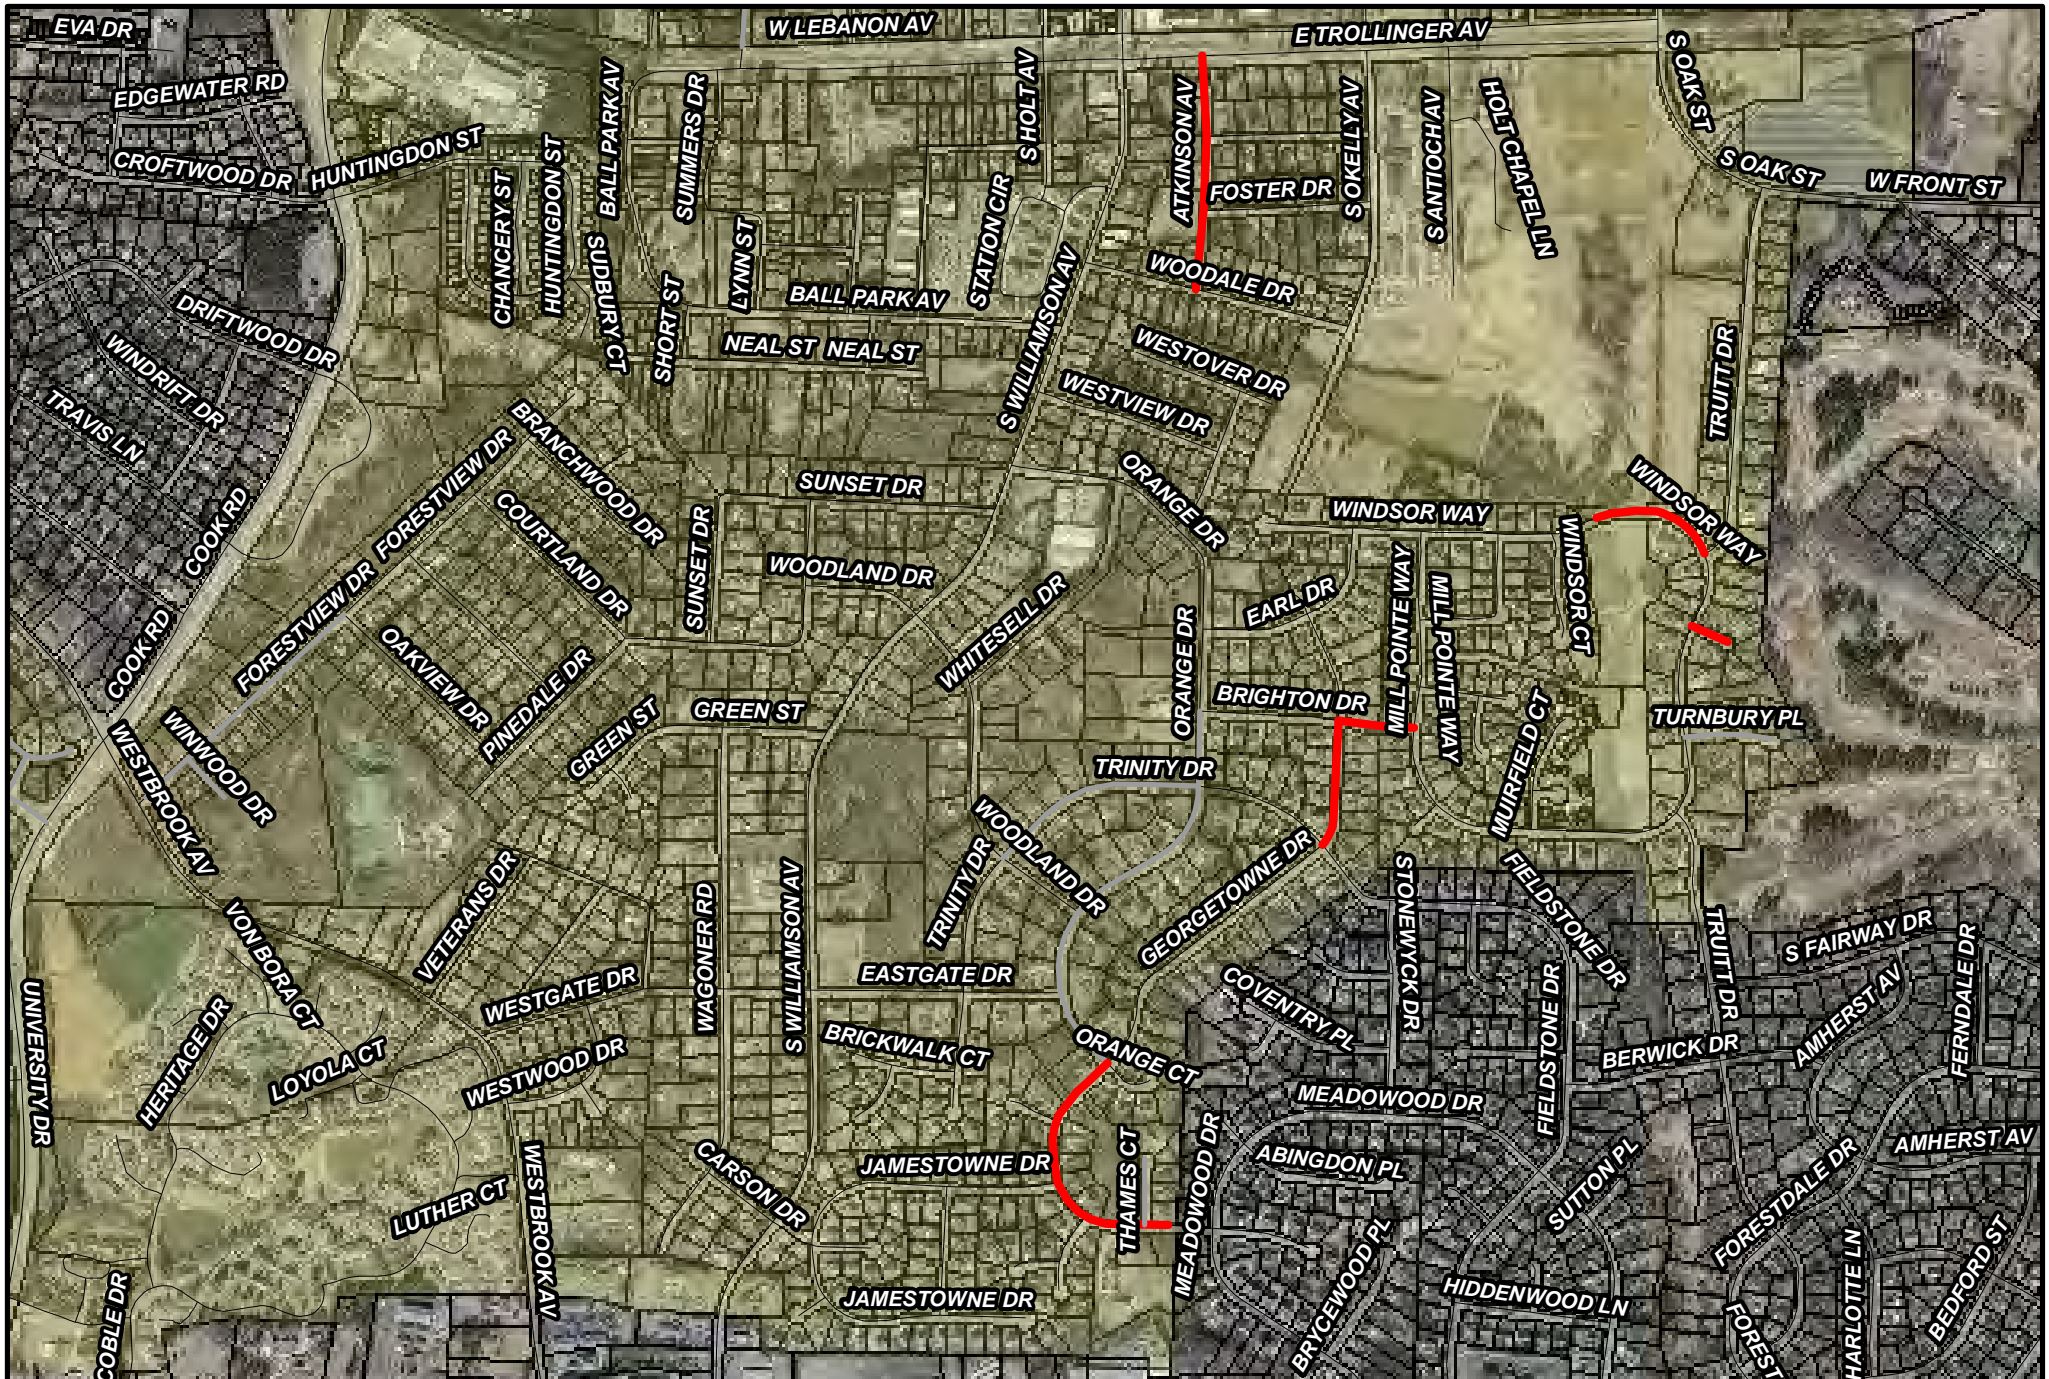 W LEBANON AV
E TROLLINGER AV
EVA DR
EDGEWATER RD
CROFTWOOD DR
HUNTINGDON ST
BALL PARK AV
SUMMERS DR
S HOLT AV
ATKINSON AV
S OKELLY AV
S ANTIOCH AV
HOLT CHAPEL LN
S OAK ST
S OAK ST
W FRONT ST
CHANCERY ST
HUNTINGDON ST
SUDBURY CT
SHORT ST
LYNN ST
STATION CIR
FOSTER DR
WOODALE DR
DRIFTWOOD DR
WINDRIFT DR
TRAVIS LN
BALL PARK AV
NEAL ST
NEAL ST
S WILLIAMSON AV
WESTOVER DR
WESTVIEW DR
TRUITT DR
BRANCHWOOD DR
FORESTVIEW DR
COURTLAND DR
SUNSET DR
SUNSET DR
ORANGE DR
WINDSOR WAY
WINDSOR WAY
WINDSOR CT
COOK RD
COOK RD
FORESTVIEW DR
WOODLAND DR
WHITESELL DR
ORANGE DR
EARL DR
MILL POINTE WAY
MILL POINTE WAY
OAKVIEW DR
PINEDALE DR
GREEN ST
GREEN ST
BRIGHTON DR
MUIRFIELD CT
TURNBURY PL
WINWOOD DR
WESTBROOK AV
TRINITY DR
WOODLAND DR
TRINITY DR
GEORGETOWNE DR
VETERANS DR
WAGONER RD
S WILLIAMSON AV
STONEWYCK DR
FIELDSTONE DR
FIELDSTONE DR
TRUITT DR
S FAIRWAY DR
FERNDALE DR
AMHERST AV
VON BORA CT
UNIVERSITY DR
HERITAGE DR
LOYOLA CT
WESTGATE DR
WESTWOOD DR
EASTGATE DR
BRICKWALK CT
ORANGE CT
COVENTRY PL
BERWICK DR
MEADOWOOD DR
ABINGDON PL
AMHERST AV
LUTHER CT
WESTBROOK AV
CARSON DR
JAMESTOWNE DR
THAMES CT
MEADOWOOD DR
SUTTON PL
FORESTDALE DR
COBLE DR
JAMESTOWNE DR
BRYCEWOOD PL
HIDDENWOOD LN
FOREST
HARLOTTE LN
BEDFORD ST